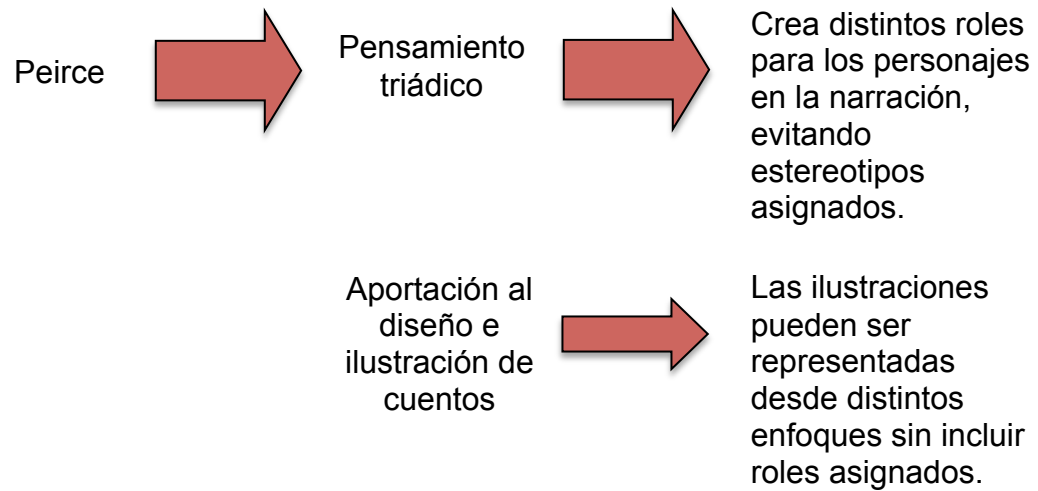 Peirce
Pensamiento
triádico
Crea distintos roles
para los personajes
en la narración,
evitando
estereotipos
asignados.
Aportación al
diseño e
ilustración de
cuentos
Las ilustraciones
pueden ser
representadas
desde distintos
enfoques sin incluir
roles asignados.